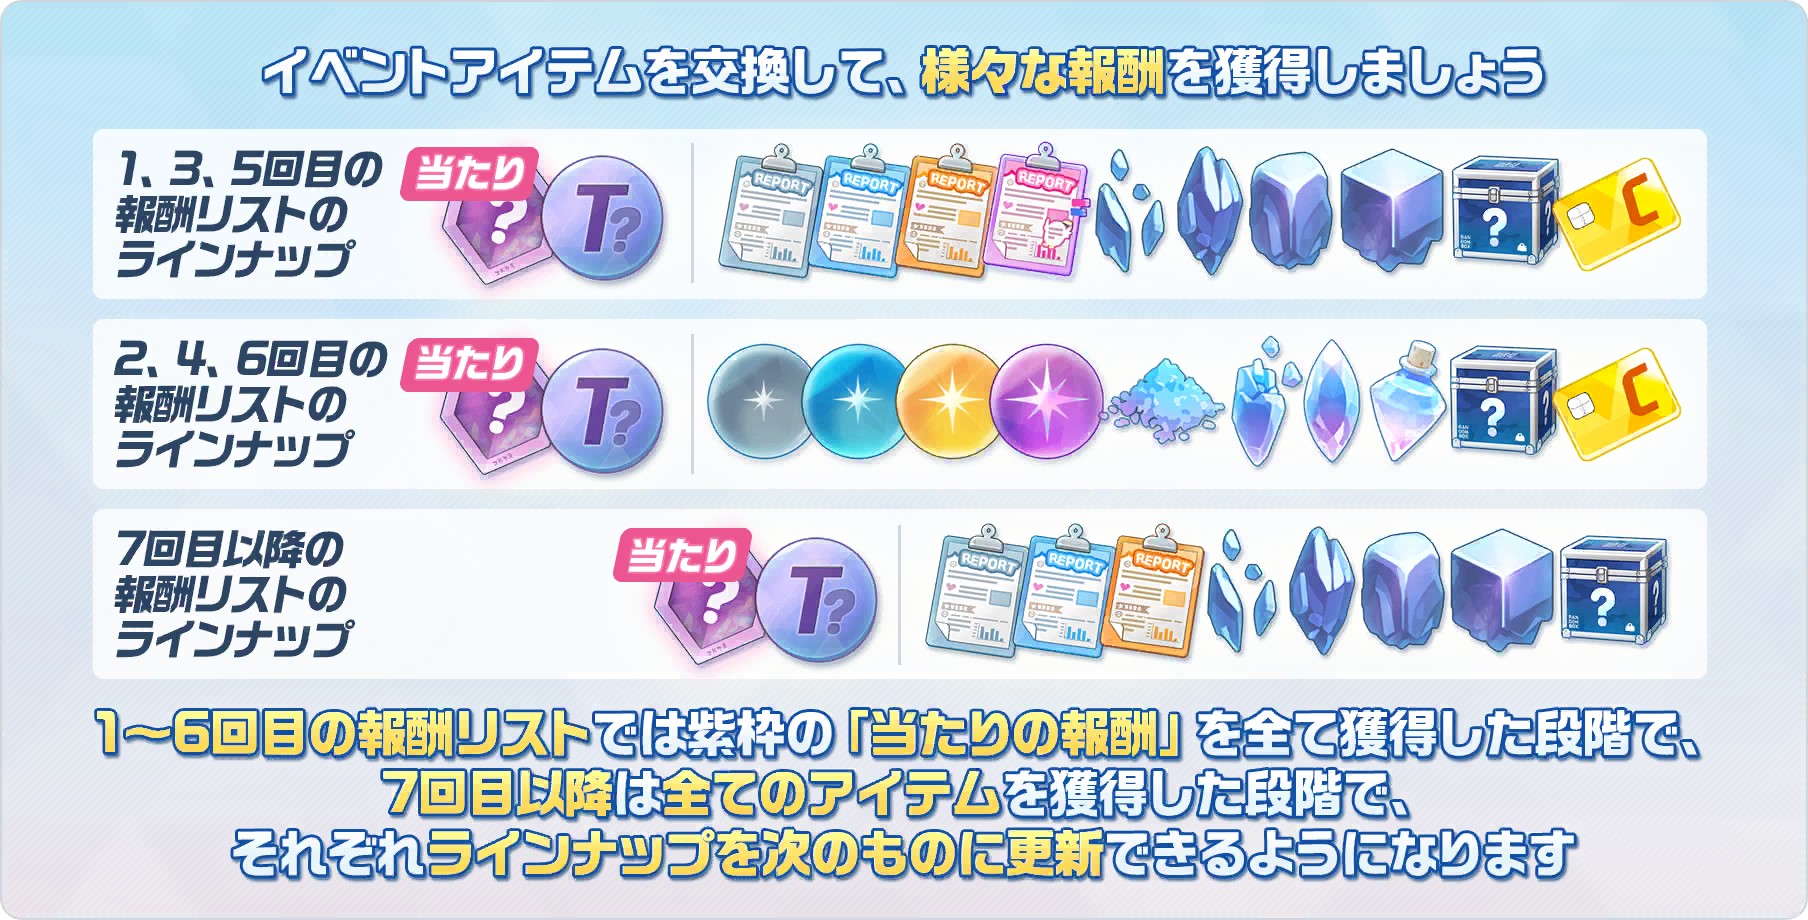 イベントアイテムを交換して、様々な報酬を獲得しましょう
1、3、5回目の
報酬リストの
ラインナップ
当たり
?
T?
REPORT
REPORT
REPORT
REPORT
?
RAN
DOM
BOX
?
C
2、4、6回目の
報酬リストの
ラインナップ
当たり
?
T?
?
RAN
DOM
BOX
?
C
7回目以降の
報酬リストの
ラインナップ
当たり
?
T?
REPORT
REPORT
REPORT
?
RAN
DOM
BOX
?
1～6回目の報酬リストでは紫枠の「当たりの報酬」を全て獲得した段階で、
7回目以降は全てのアイテムを獲得した段階で、
それぞれラインナップを次のものに更新できるようになります